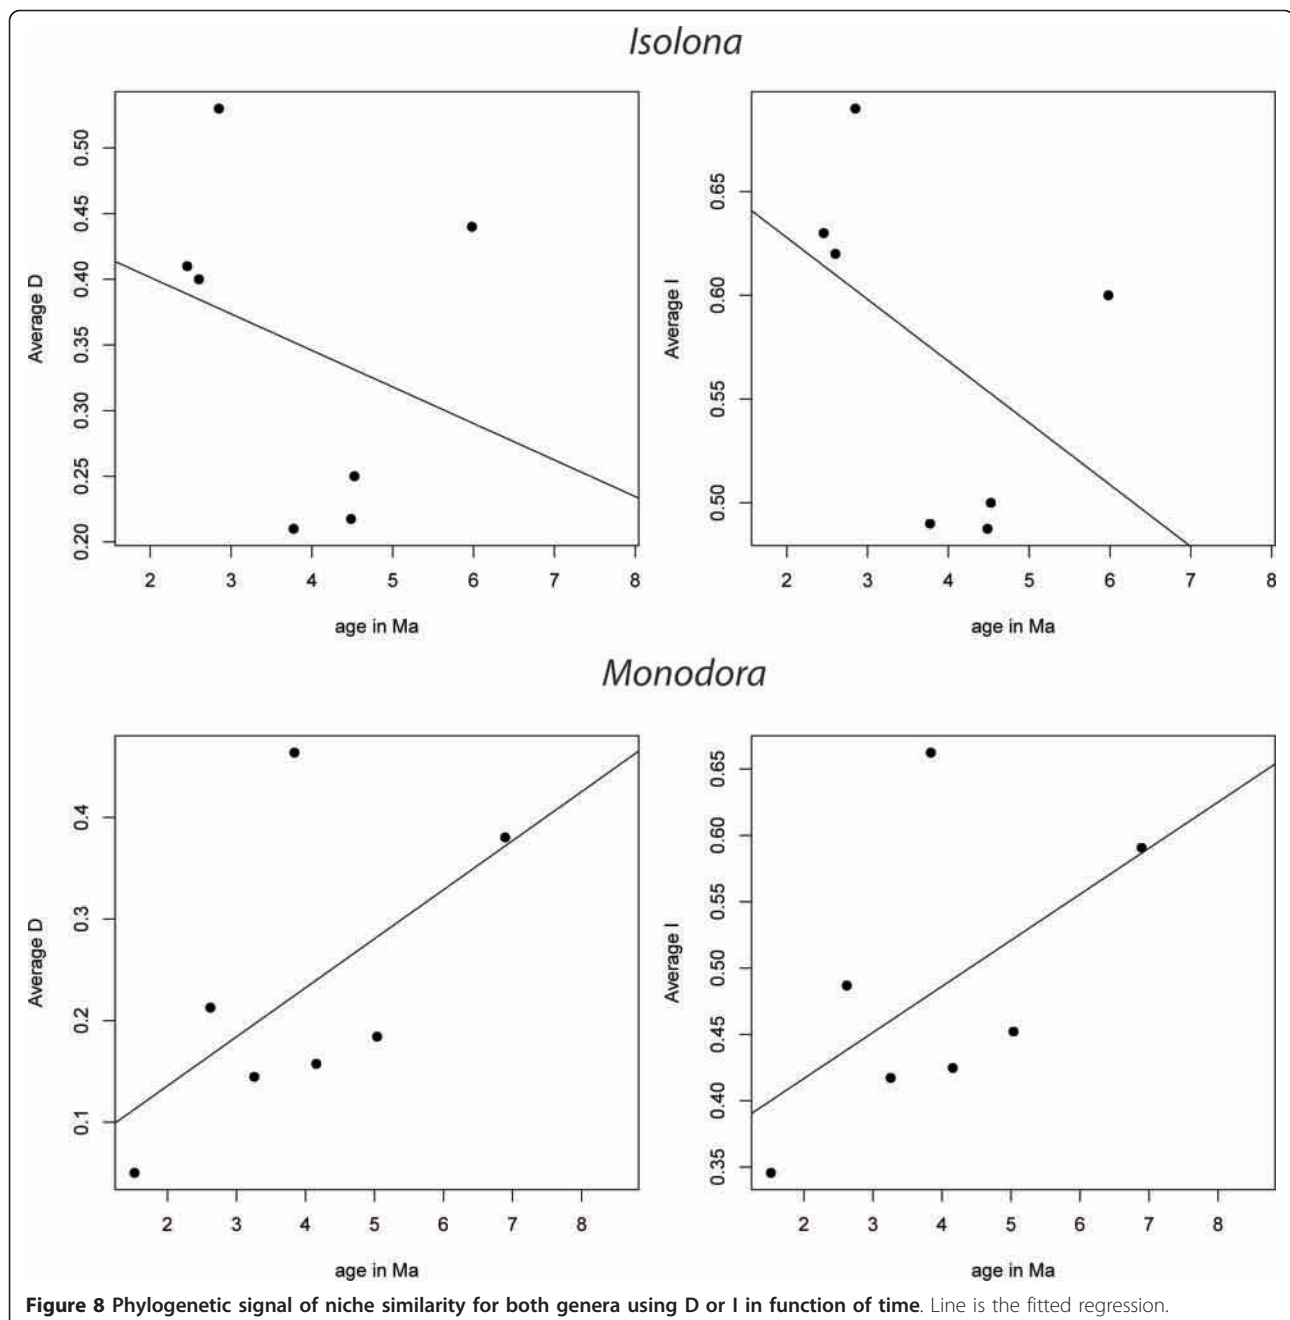 Isolona
0.50
0.45
0.40
0.35
0.30
0.25
0.20
Average D
2 3 4 5 6 7 8
age in Ma
0.65
0.60
0.55
0.50
Average I
2 3 4 5 6 7 8
age in Ma
Monodora
0.4
0.3
0.2
0.1
Average D
2 3 4 5 6 7 8
age in Ma
0.65
0.60
0.55
0.50
0.45
0.40
0.35
Average I
2 3 4 5 6 7 8
age in Ma
Figure 8 Phylogenetic signal of niche similarity for both genera using D or I in function of time. Line is the fitted regression.